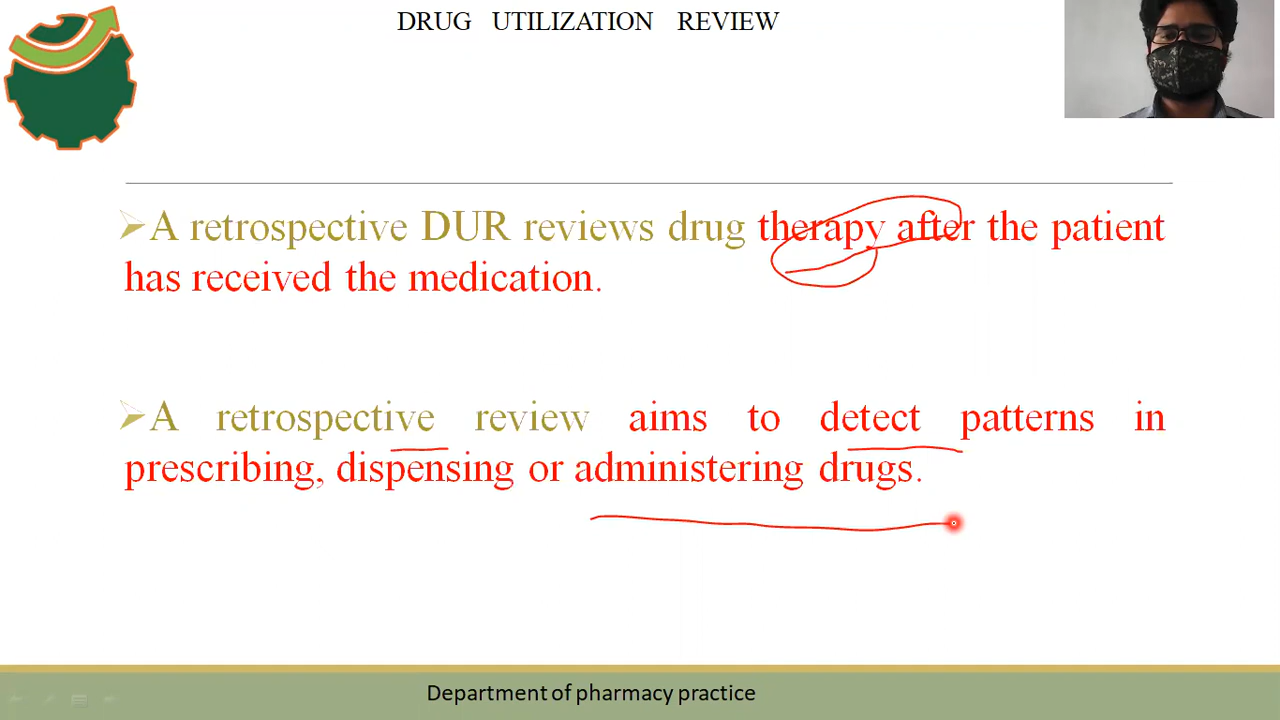 DRUG UTILIZATION REVIEW
A retrospective DUR reviews drug therapy after the patient
has received the medication.
A retrospective review aims to detect patterns in
prescribing, dispensing or administering drugs.
Department of pharmacy practice